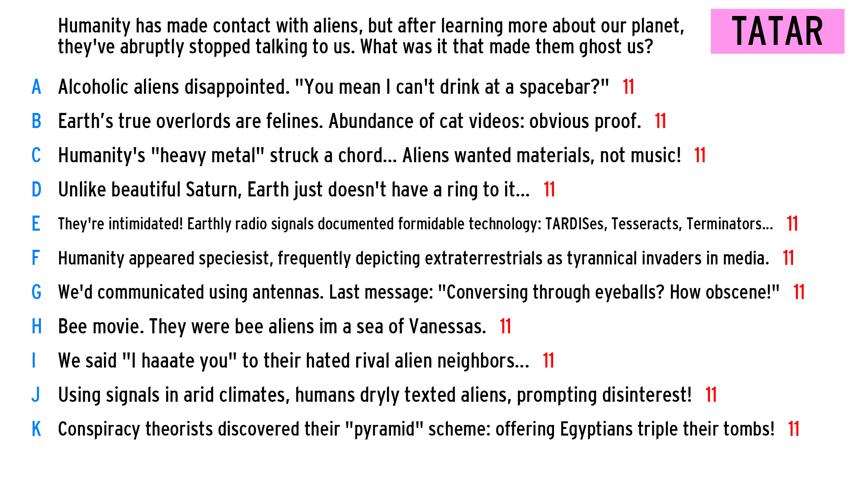 Humanity has made contact with aliens, but after learning more about our planet,
they've abruptly stopped talking to us. What was it that made them ghost us?
TATAR
A Alcoholic aliens disappointed. "You mean I can't drink at a spacebar?" 11
B Earth’s true overlords are felines. Abundance of cat videos: obvious proof. 11
C Humanity's "heavy metal" struck a chord... Aliens wanted materials, not music! 11
D Unlike beautiful Saturn, Earth just doesn't have a ring to it... 11
E They're intimidated! Earthly radio signals documented formidable technology: TARDISes, Tesseracts, Terminators... 11
F Humanity appeared speciesist, frequently depicting extraterrestrials as tyrannical invaders in media. 11
G We'd communicated using antennas. Last message: "Conversing through eyeballs? How obscene!" 11
H Bee movie. They were bee aliens im a sea of Vanessas. 11
I We said "I haaate you" to their hated rival alien neighbors... 11
J Using signals in arid climates, humans dryly texted aliens, prompting disinterest! 11
K Conspiracy theorists discovered their "pyramid" scheme: offering Egyptians triple their tombs! 11